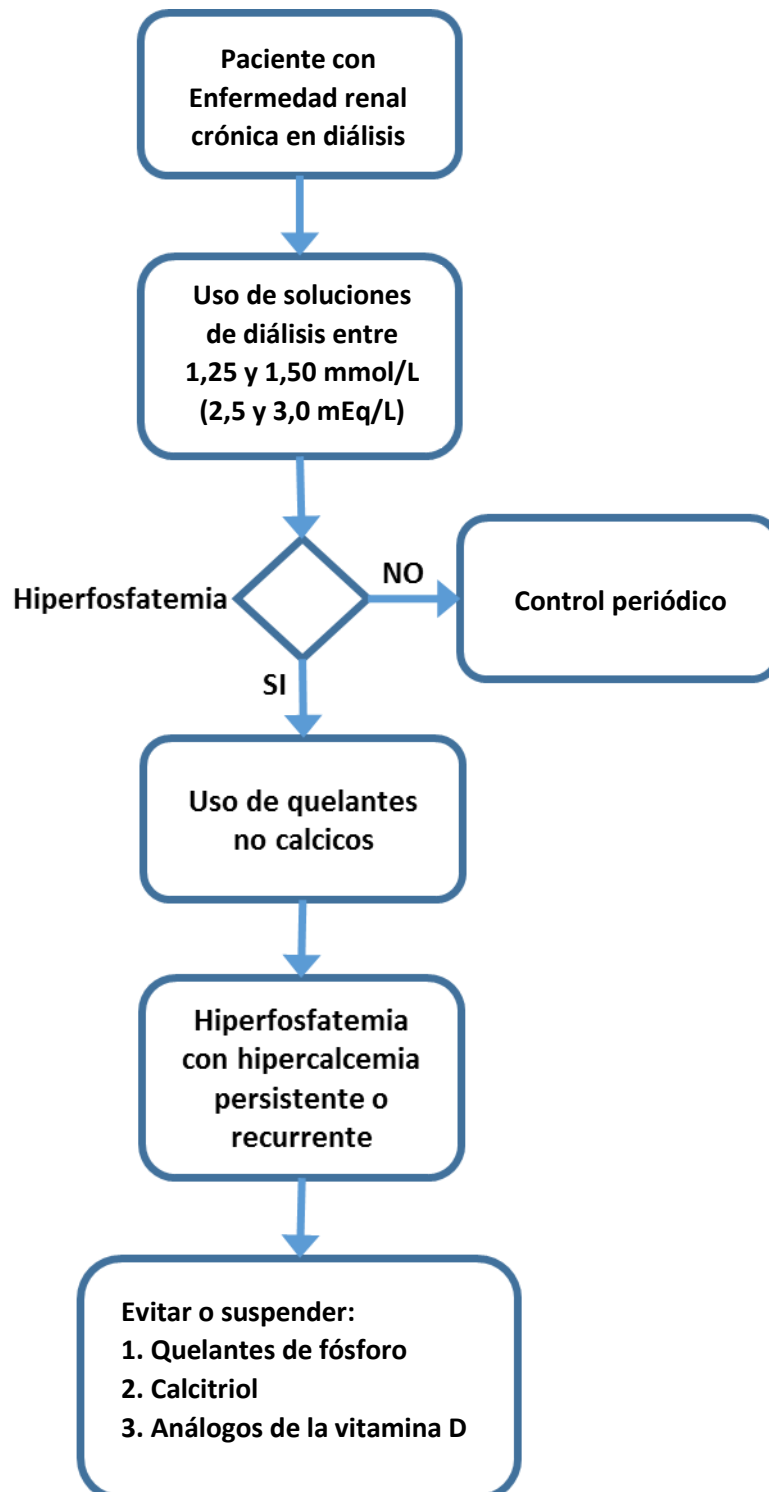 Paciente con
Enfermedad renal
crónica en diálisis
Uso de soluciones
de diálisis entre
1,25 y 1,50 mmol/L
(2,5 y 3,0 mEq/L)
Hiperfosfatemia
NO
Control periódico
SI
Uso de quelantes
no calcicos
Hiperfosfatemia
con hipercalcemia
persistente o
recurrente
Evitar o suspender:
1. Quelantes de fósforo
2. Calcitriol
3. Análogos de la vitamina D